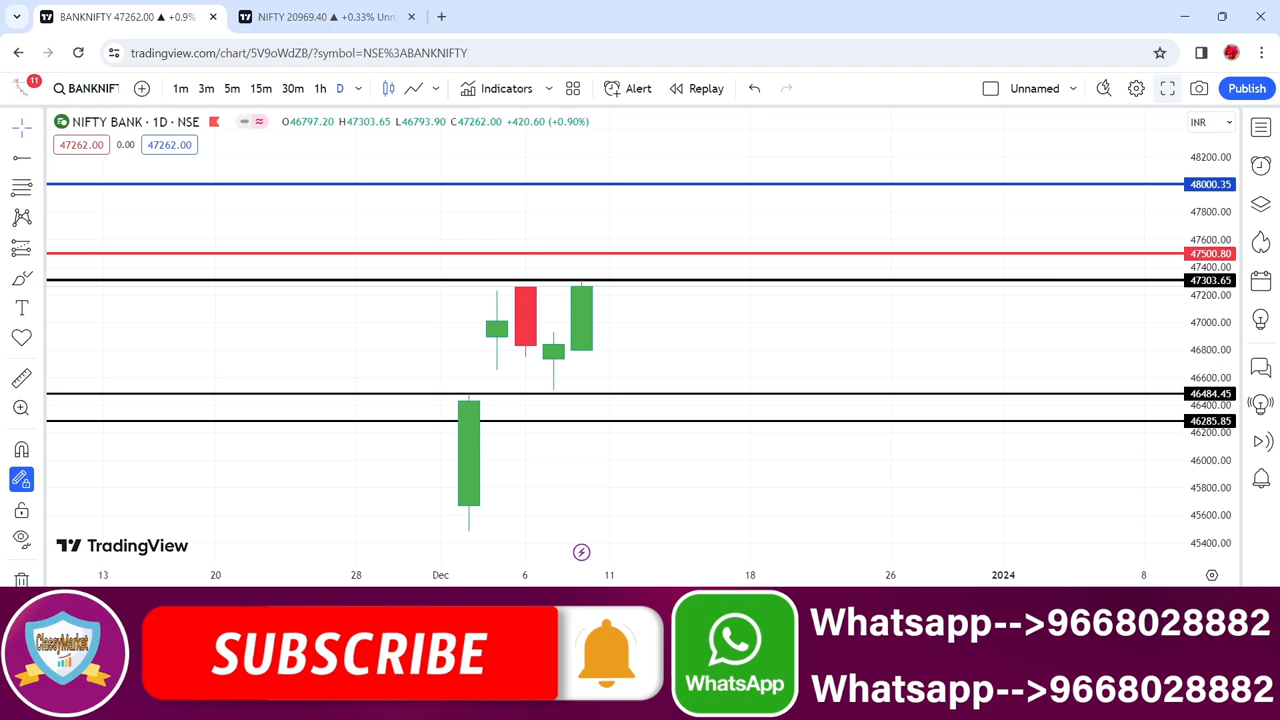 BANKNIFTY 47262.00 ▲ +0.9%
NIFTY 20969.40 ▲ +0.33% Unn
tradingview.com/chart/5V9oWdZB/?symbol=NSE%3ABANKNIFTY
11
BANKNIFT
1m 3m 5m 15m 30m 1h D
Indicators
Alert
Replay
Unnamed
Publish
NIFTY BANK · 1D · NSE
O46797.20 H47303.65 L46793.90 C47262.00 +420.60 (+0.90%)
INR
47262.00 0.00 47262.00
48200.00
48000.35
47800.00
47600.00
47500.80
47400.00
47303.65
47200.00
47000.00
46800.00
46600.00
46484.45
46400.00
46285.85
46200.00
46000.00
45800.00
45600.00
45400.00
TradingView
13 20 28 Dec 6 11 18 26 2024 8
ClassyMarket
SUBSCRIBE
WhatsApp
Whatsapp-->9668028882
Whatsapp-->9668028882